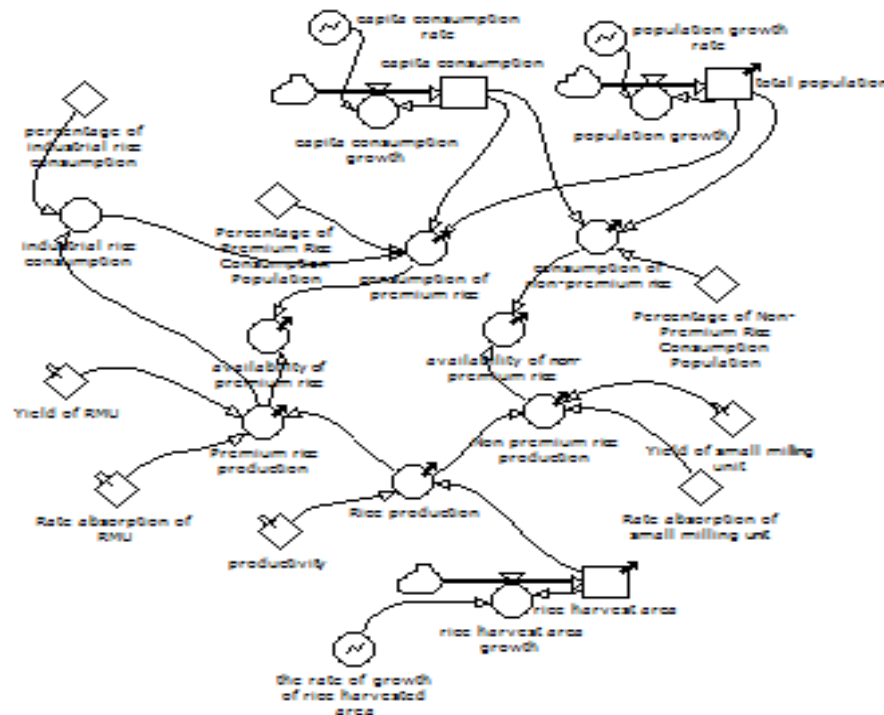 capita consumption
rate
population growth
rate
capita consumption
total population
percentage of
industrial rice
consumption
capita consumption
growth
population growth
industrial rice
consumption
Percentage of
Premium Rice
Consumption
Population
consumption of
premium rice
consumption of
non-premium rice
Percentage of Non-
Premium Rice
Consumption
Population
availability of
premium rice
availability of non-
premium rice
Yield of RMU
Premium rice
production
Non premium rice
production
Yield of small milling
unit
Rate absorption of
RMU
Rice production
Rate absorption of
small milling unit
productivity
rice harvest area
rice harvest area
growth
the rate of growth
of rice harvested
area